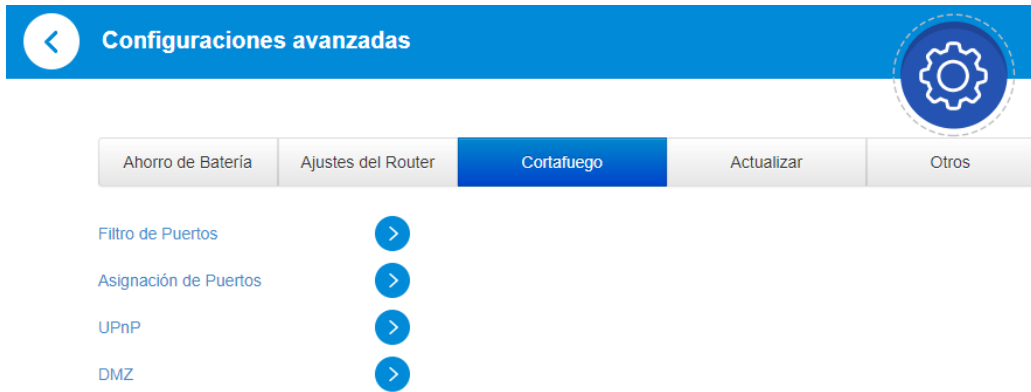 Configuraciones avanzadas
Ahorro de Batería Ajustes del Router Cortafuego Actualizar Otros
Filtro de Puertos
Asignación de Puertos
UPnP
DMZ